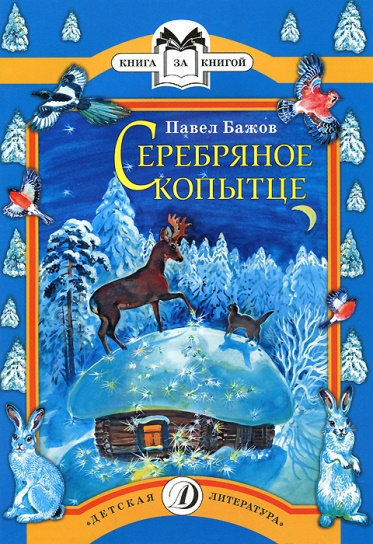 КНИГА ЗА КНИГОЙ
Павел Бажов
Серебряное
копытце
"ДЕТСКАЯ Д ЛИТЕРАТУРА"